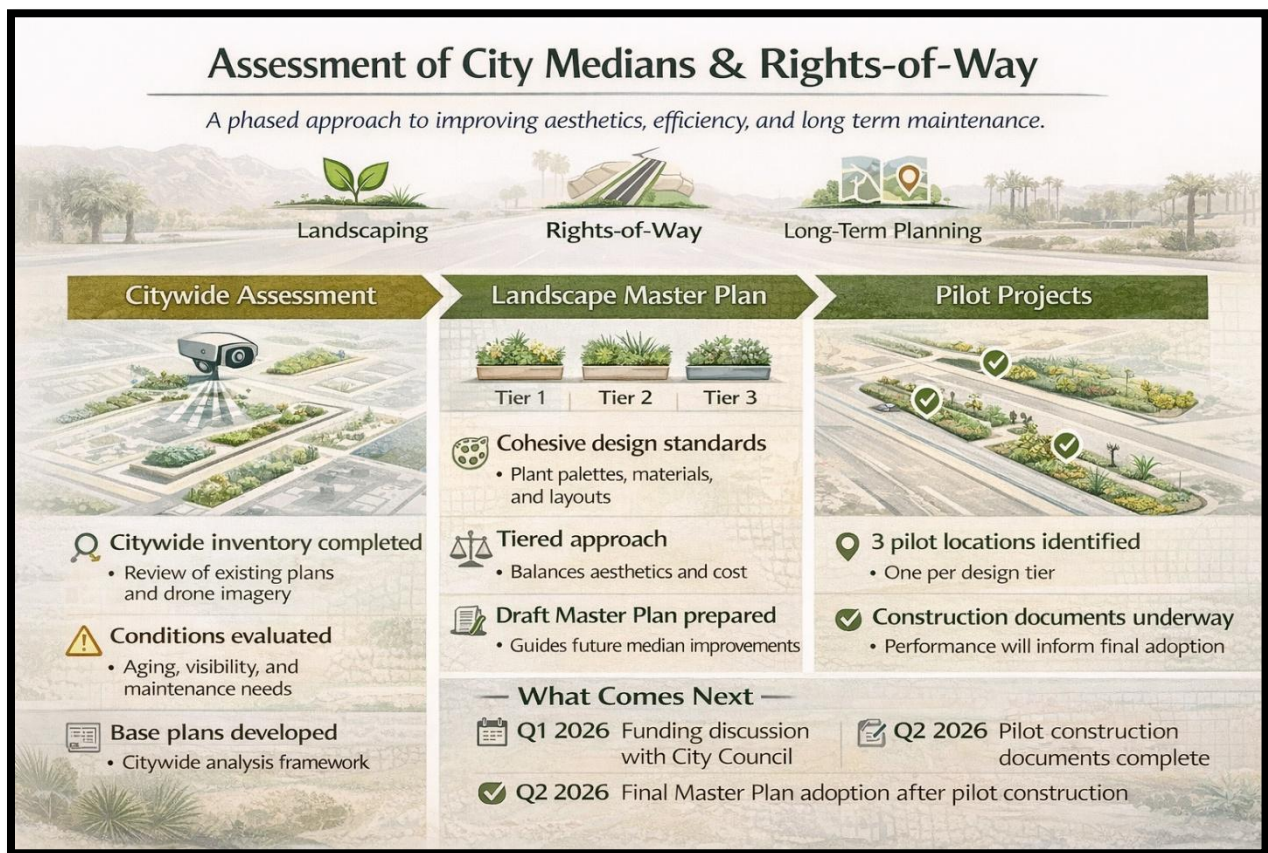 Assessment of City Medians & Rights-of-Way
A phased approach to improving aesthetics, efficiency, and long term maintenance.
Landscaping
Rights-of-Way
Long-Term Planning
Citywide Assessment
Landscape Master Plan
Pilot Projects
Citywide inventory completed
• Review of existing plans
and drone imagery
Conditions evaluated
• Aging, visibility, and
maintenance needs
Base plans developed
• Citywide analysis framework
Tier 1
Tier 2
Tier 3
Cohesive design standards
• Plant palettes, materials,
and layouts
Tiered approach
• Balances aesthetics and cost
Draft Master Plan prepared
• Guides future median improvements
3 pilot locations identified
• One per design tier
Construction documents underway
• Performance will inform final adoption
What Comes Next
Q1 2026 Funding discussion
with City Council
Q2 2026 Pilot construction
documents complete
Q2 2026 Final Master Plan adoption after pilot construction